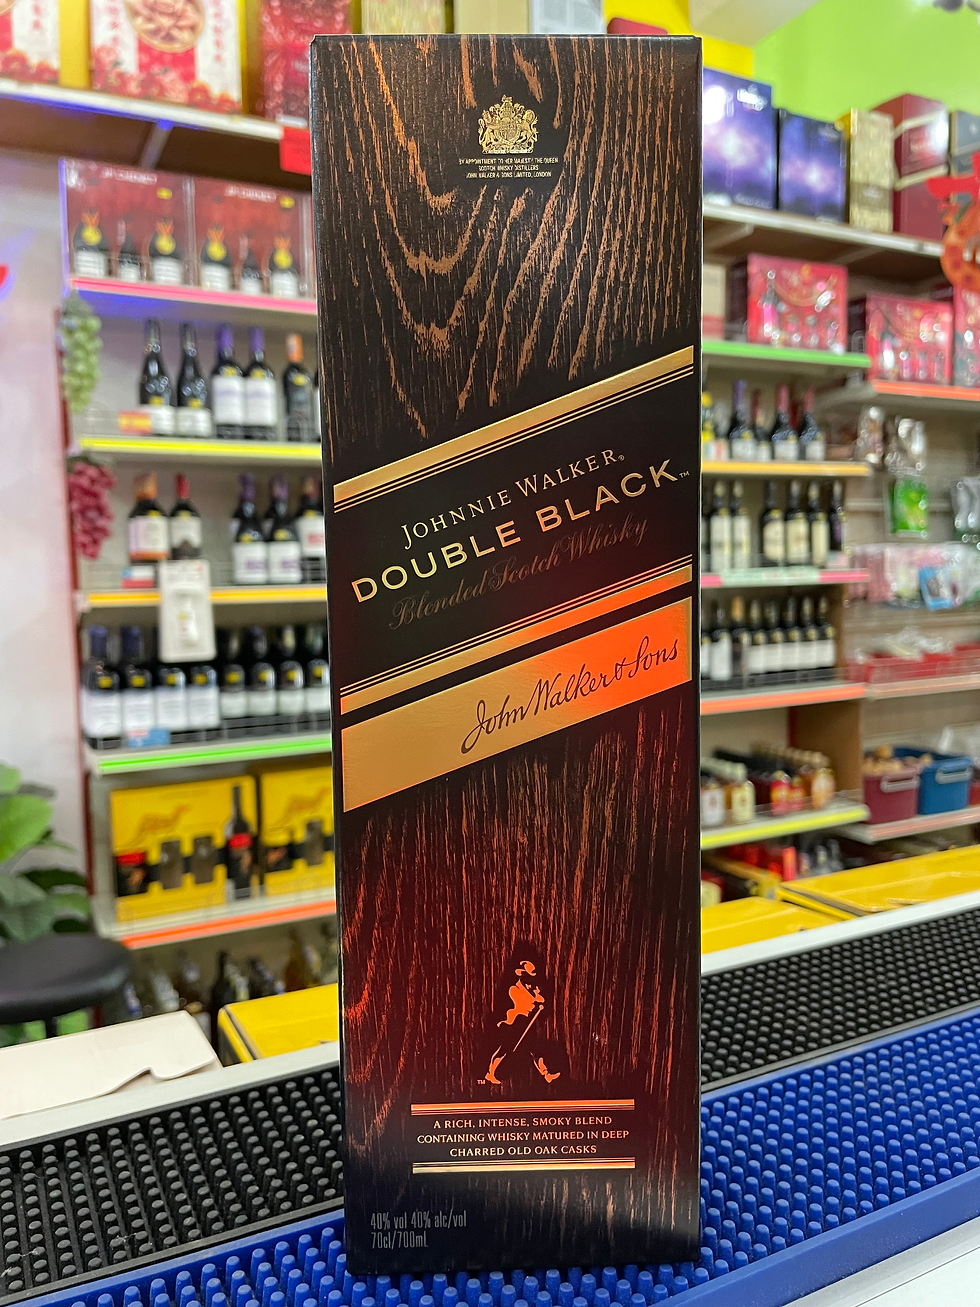 BY APPOINTMENT TO HER MAJESTY THE QUEEN
SCOTCH WHISKY DISTILLERS
JOHN WALKER & SONS LIMITED, LONDON
JOHNNIE WALKER®
DOUBLE BLACK™
Blended Scotch Whisky
John Walker & Sons
TM
A RICH, INTENSE, SMOKY BLEND
CONTAINING WHISKY MATURED IN DEEP
CHARRED OLD OAK CASKS
40% vol 40% alc/vol
70cl/700mL